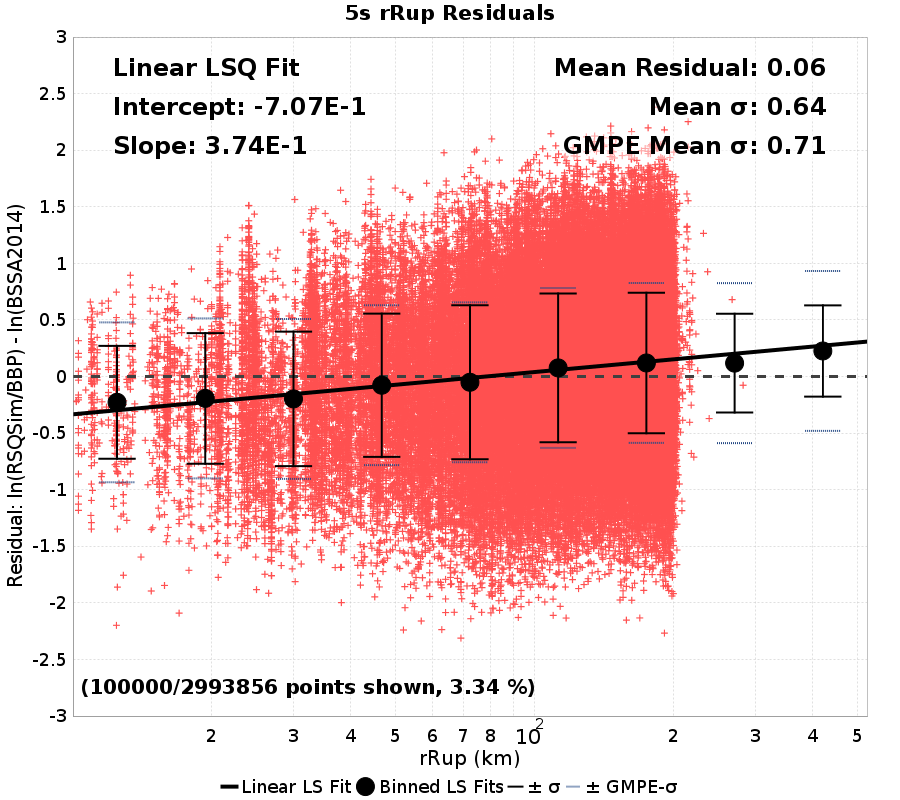 5s rRup Residuals
Linear LSQ Fit
Intercept: -7.07E-1
Slope: 3.74E-1
Mean Residual: 0.06
Mean σ: 0.64
GMPE Mean σ: 0.71
3
2.5
2
1.5
1
0.5
0
-0.5
-1
-1.5
-2
-2.5
-3
Residual: ln(RSQSim/BBP) - ln(BSSA2014)
(100000/2993856 points shown, 3.34 %)
2 3 4 5 6 7 8 10² 2 3 4 5
rRup (km)
Linear LS Fit Binned LS Fits ± σ ± GMPE-σ